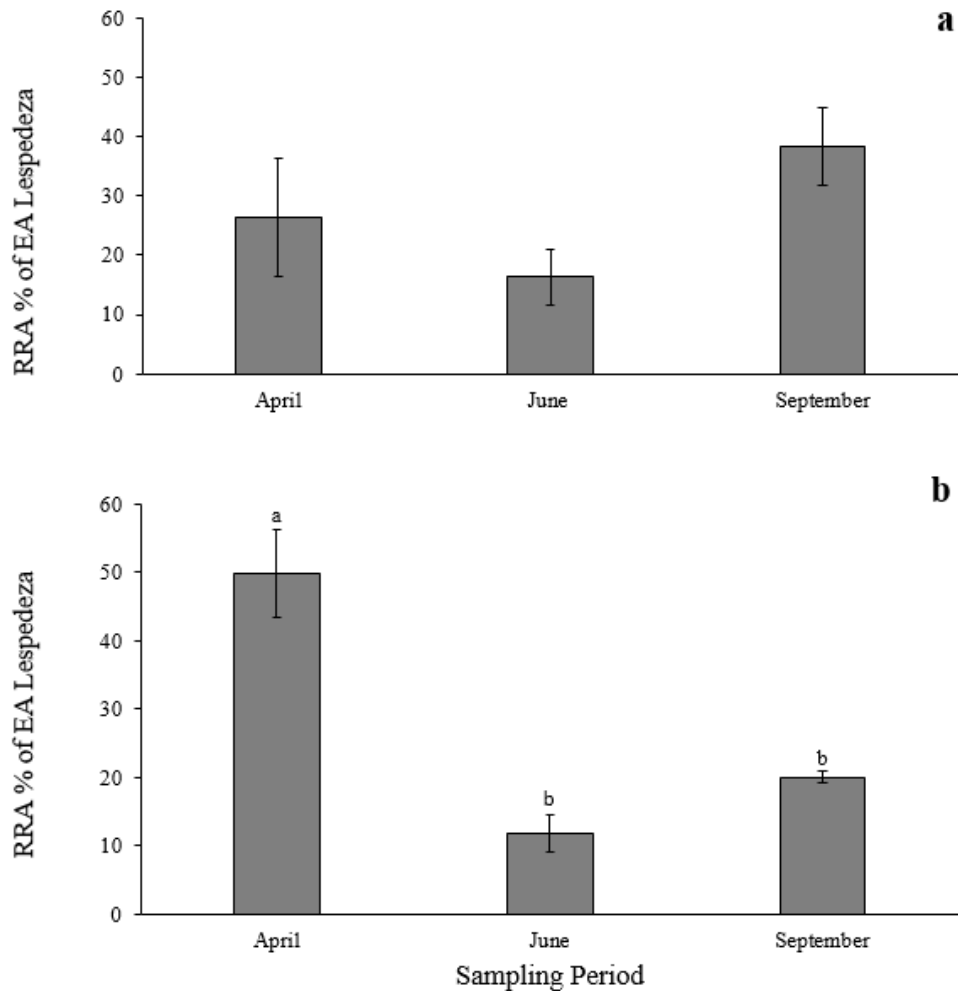 a
RRA % of EA Lespedeza
60
50
40
30
20
10
0
April June September
b
RRA % of EA Lespedeza
60
50
40
30
20
10
0
a
b
b
April June September
Sampling Period